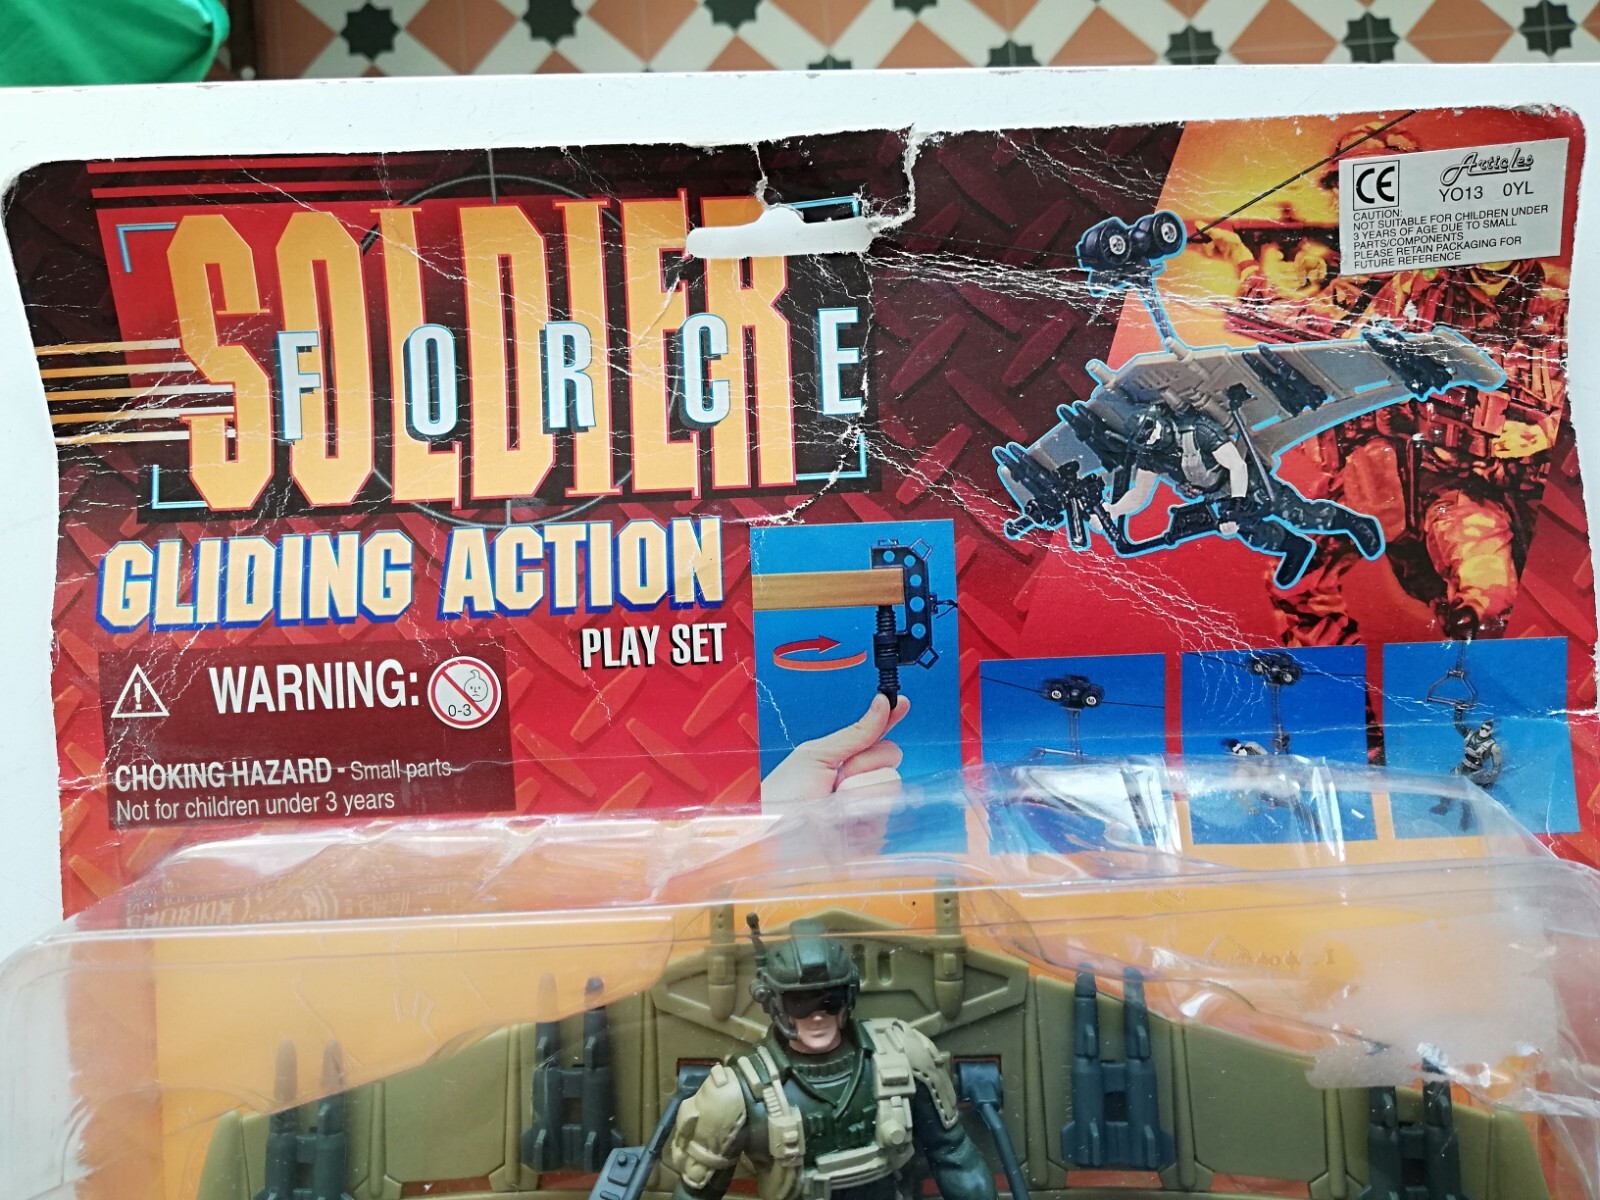 SOLDIER
FORCE
GLIDING ACTION
PLAY SET
WARNING:
0-3
CHOKING HAZARD - Small parts
Not for children under 3 years
CE
Articles
YO13 0YL
CAUTION:
NOT SUITABLE FOR CHILDREN UNDER
3 YEARS OF AGE DUE TO SMALL
PARTS/COMPONENTS
PLEASE RETAIN PACKAGING FOR
FUTURE REFERENCE